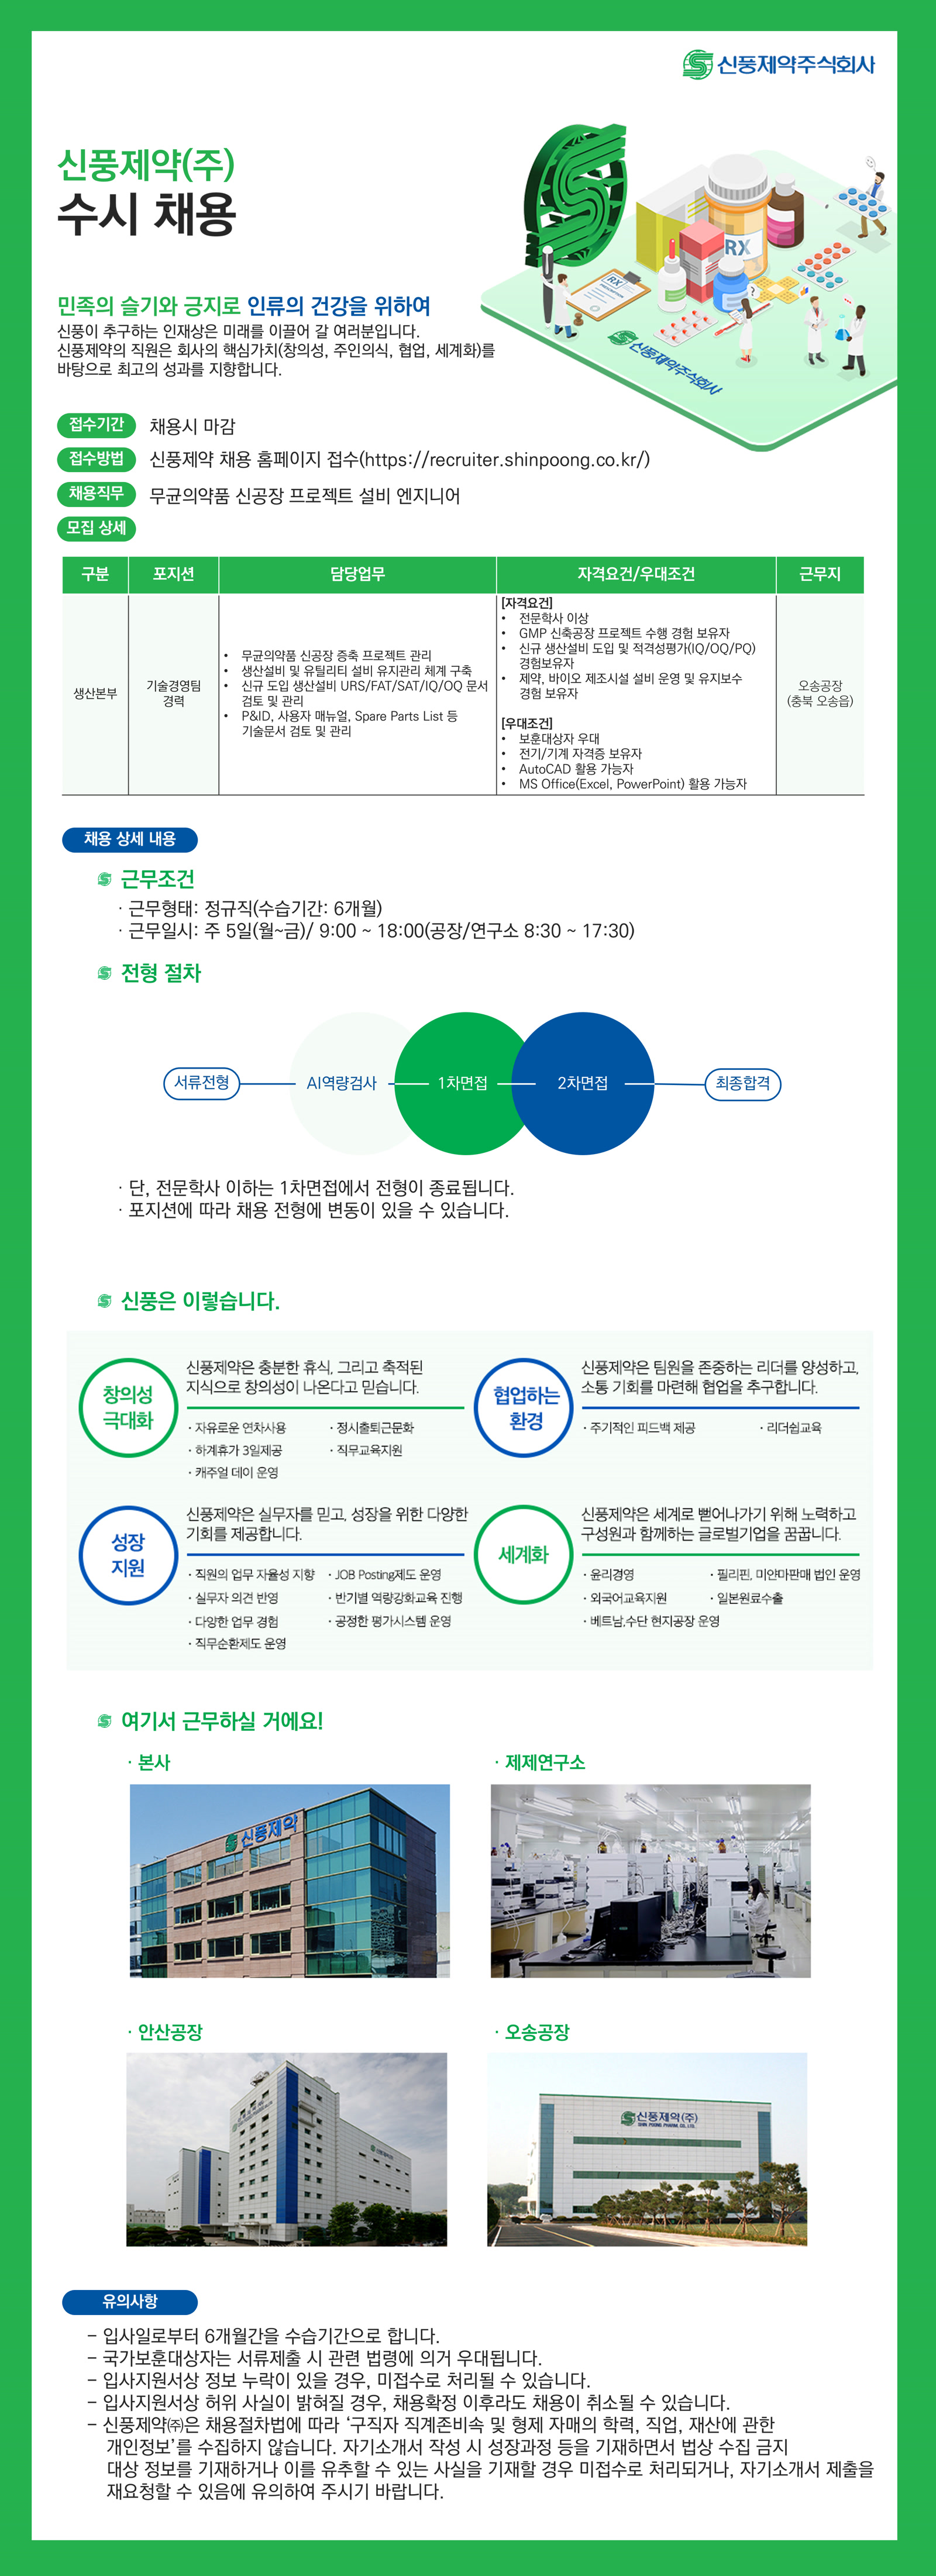 신풍제약주식회사
신풍제약(주)
수시 채용
RX
RX
신풍제약주식회사
민족의 슬기와 긍지로 인류의 건강을 위하여
신풍이 추구하는 인재상은 미래를 이끌어 갈 여러분입니다.
신풍제약의 직원은 회사의 핵심가치(창의성, 주인의식, 협업, 세계화)를
바탕으로 최고의 성과를 지향합니다.
접수기간 채용시 마감
접수방법 신풍제약 채용 홈페이지 접수(https://recruiter.shinpoong.co.kr/)
채용직무 무균의약품 신공장 프로젝트 설비 엔지니어
모집 상세
구분 포지션 담당업무 자격요건/우대조건 근무지
생산본부
기술경영팀
경력
• 무균의약품 신공장 증축 프로젝트 관리
• 생산설비 및 유틸리티 설비 유지관리 체계 구축
• 신규 도입 생산설비 URS/FAT/SAT/IQ/OQ 문서
검토 및 관리
• P&ID, 사용자 매뉴얼, Spare Parts List 등
기술문서 검토 및 관리
[자격요건]
• 전문학사 이상
• GMP 신축공장 프로젝트 수행 경험 보유자
• 신규 생산설비 도입 및 적격성평가(IQ/OQ/PQ)
경험보유자
• 제약, 바이오 제조시설 설비 운영 및 유지보수
경험 보유자
[우대조건]
• 보훈대상자 우대
• 전기/기계 자격증 보유자
• AutoCAD 활용 가능자
• MS Office(Excel, PowerPoint) 활용 가능자
오송공장
(충북 오송읍)
채용 상세 내용
근무조건
· 근무형태: 정규직(수습기간: 6개월)
· 근무일시: 주 5일(월~금)/ 9:00 ~ 18:00(공장/연구소 8:30 ~ 17:30)
전형 절차
서류전형 AI역량검사 1차면접 2차면접 최종합격
· 단, 전문학사 이하는 1차면접에서 전형이 종료됩니다.
· 포지션에 따라 채용 전형에 변동이 있을 수 있습니다.
신풍은 이렇습니다.
창의성
극대화
신풍제약은 충분한 휴식, 그리고 축적된
지식으로 창의성이 나온다고 믿습니다.
· 자유로운 연차사용 · 정시출퇴근문화
· 하계휴가 3일제공 · 직무교육지원
· 캐주얼 데이 운영
협업하는
환경
신풍제약은 팀원을 존중하는 리더를 양성하고,
소통 기회를 마련해 협업을 추구합니다.
· 주기적인 피드백 제공 · 리더쉽교육
성장
지원
신풍제약은 실무자를 믿고, 성장을 위한 다양한
기회를 제공합니다.
· 직원의 업무 자율성 지향 · JOB Posting제도 운영
· 실무자 의견 반영 · 반기별 역량강화교육 진행
· 다양한 업무 경험 · 공정한 평가시스템 운영
· 직무순환제도 운영
세계화
신풍제약은 세계로 뻗어나가기 위해 노력하고
구성원과 함께하는 글로벌기업을 꿈꿉니다.
· 윤리경영 · 필리핀, 미얀마판매 법인 운영
· 외국어교육지원 · 일본원료수출
· 베트남,수단 현지공장 운영
여기서 근무하실 거에요!
· 본사 · 제제연구소
신풍제약
· 안산공장 · 오송공장
신풍제약(주)
SHIN POONG PHARM. CO., LTD.
유의사항
– 입사일로부터 6개월간을 수습기간으로 합니다.
– 국가보훈대상자는 서류제출 시 관련 법령에 의거 우대됩니다.
– 입사지원서상 정보 누락이 있을 경우, 미접수로 처리될 수 있습니다.
– 입사지원서상 허위 사실이 밝혀질 경우, 채용확정 이후라도 채용이 취소될 수 있습니다.
– 신풍제약㈜은 채용절차법에 따라 ‘구직자 직계존비속 및 형제 자매의 학력, 직업, 재산에 관한
개인정보’를 수집하지 않습니다. 자기소개서 작성 시 성장과정 등을 기재하면서 법상 수집 금지
대상 정보를 기재하거나 이를 유추할 수 있는 사실을 기재할 경우 미접수로 처리되거나, 자기소개서 제출을
재요청할 수 있음에 유의하여 주시기 바랍니다.